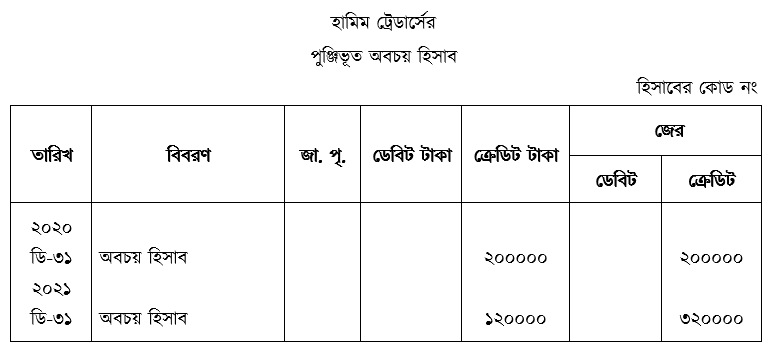 হামিম ট্রেডার্সের
পুঞ্জিভূত অবচয় হিসাব
হিসাবের কোড নং
তারিখ বিবরণ জা. পৃ. ডেবিট টাকা ক্রেডিট টাকা জের
ডেবিট ক্রেডিট
২০২০
ডি-৩১ অবচয় হিসাব ২০০০০০ ২০০০০০
২০২১
ডি-৩১ অবচয় হিসাব ১২০০০০ ৩২০০০০